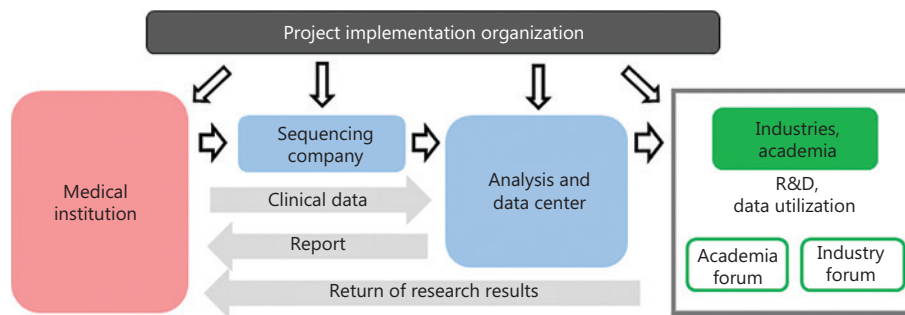 Project implementation organization
Medical
institution
Sequencing
company
Clinical data
Report
Return of research results
Analysis and
data center
Industries,
academia
R&D,
data utilization
Academia
forum
Industry
forum